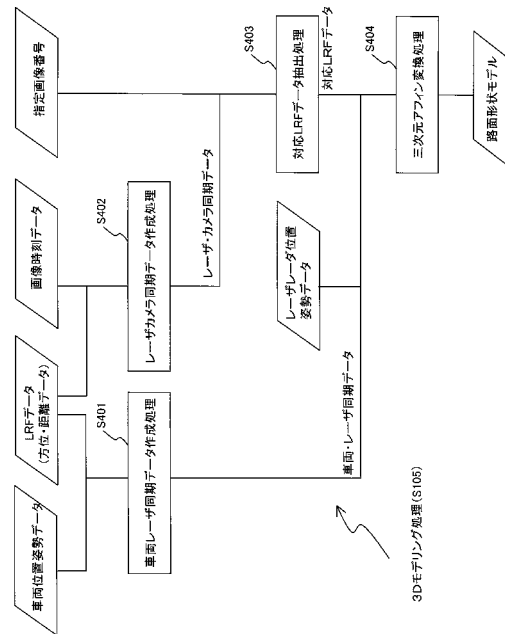 車両位置姿勢データ
LRFデータ
(方位・距離データ)
画像時刻データ
指定画像番号
S401
車両レーザ同期データ作成処理
S402
レーザカメラ同期データ作成処理
レーザ・カメラ同期データ
S403
対応LRFデータ抽出処理
対応LRFデータ
レーザレーダ位置
姿勢データ
車両・レーザ同期データ
S404
三次元アフィン変換処理
路面形状モデル
3Dモデリング処理(S105)